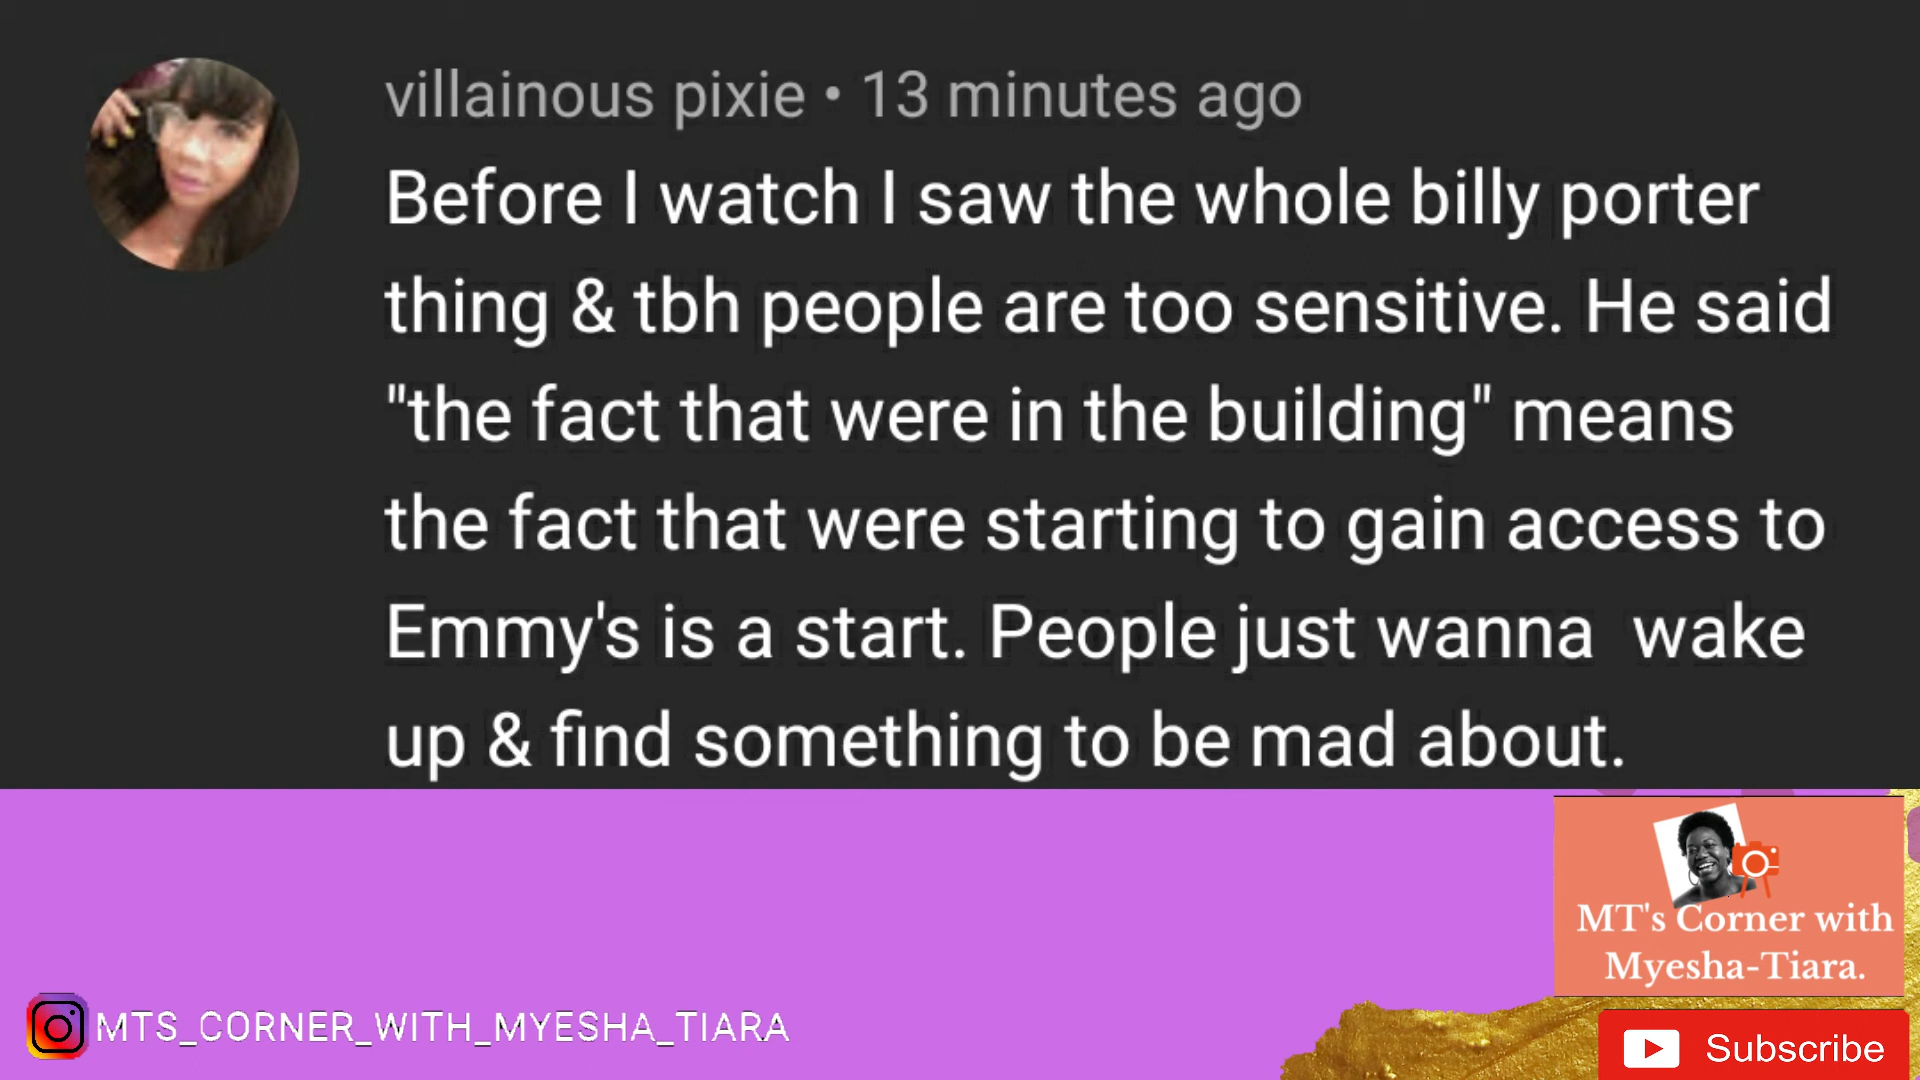 villainous pixie • 13 minutes ago
Before I watch I saw the whole billy porter
thing & tbh people are too sensitive. He said
"the fact that were in the building" means
the fact that were starting to gain access to
Emmy's is a start. People just wanna  wake
up & find something to be mad about.
MT's Corner with
Myesha-Tiara.
MTS_CORNER_WITH_MYESHA_TIARA
Subscribe